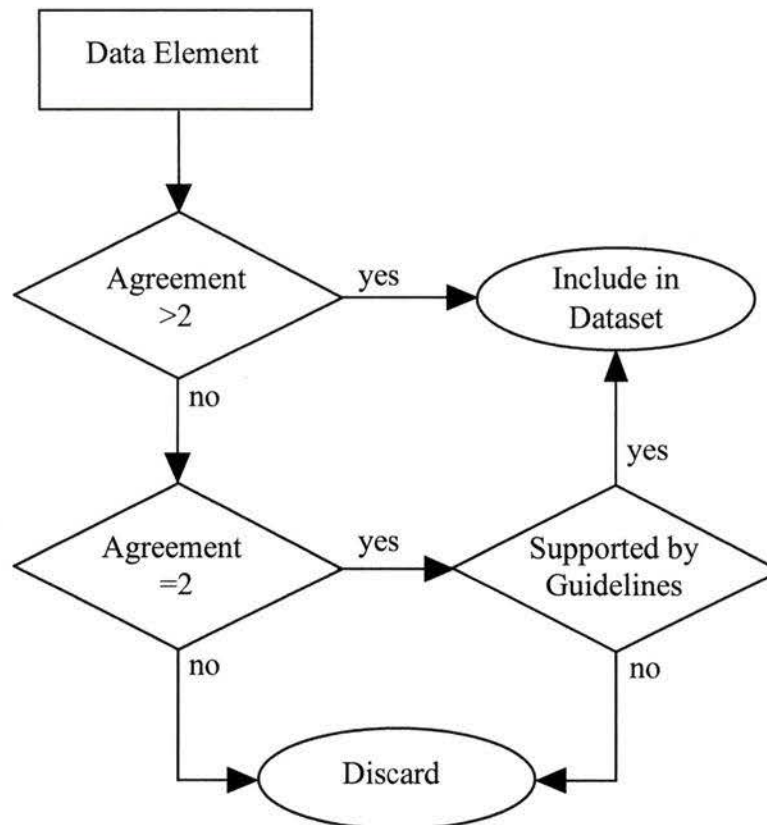 Data Element
Agreement
>2
yes
Include in
Dataset
no
yes
Agreement
=2
yes
Supported by
Guidelines
no
no
Discard